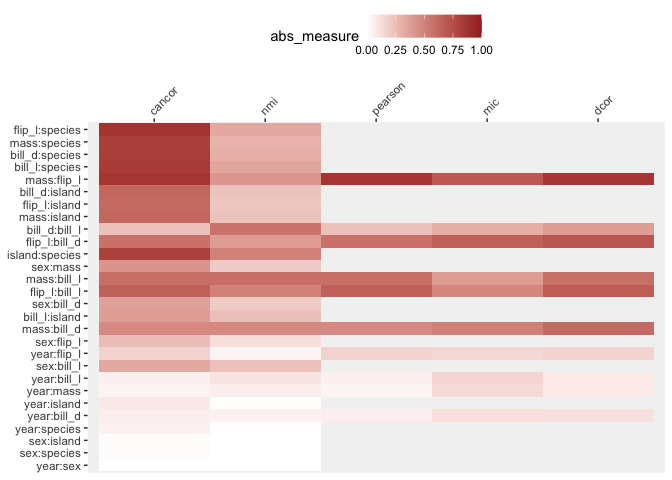 abs_measure
0.00 0.25 0.50 0.75 1.00
cancor nmi pearson mic dcor
flip_l:species
mass:species
bill_d:species
bill_l:species
mass:flip_l
bill_d:island
flip_l:island
mass:island
bill_d:bill_l
flip_l:bill_d
island:species
sex:mass
mass:bill_l
flip_l:bill_l
sex:bill_d
bill_l:island
mass:bill_d
sex:flip_l
year:flip_l
sex:bill_l
year:bill_l
year:mass
year:island
year:bill_d
year:species
sex:island
sex:species
year:sex